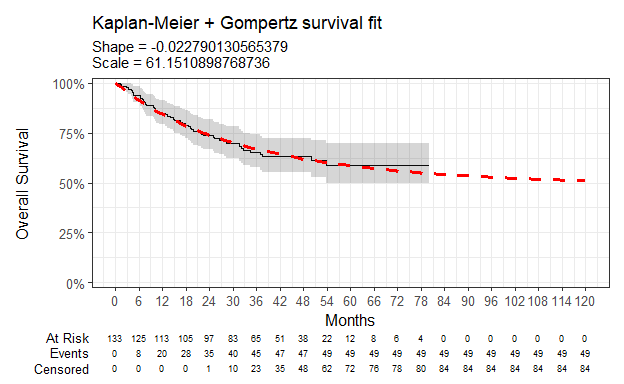 Kaplan-Meier + Gompertz survival fit
Shape = -0.022790130565379
Scale = 61.1510898768736
100%
75%
50%
25%
0%
Overall Survival
0 6 12 18 24 30 36 42 48 54 60 66 72 78 84 90 96 102 108 114 120
Months
At Risk 133 125 113 105 97 83 65 51 38 22 12 8 6 4 0 0 0 0 0 0 0
Events 0 8 20 28 35 40 45 47 47 49 49 49 49 49 49 49 49 49 49 49 49
Censored 0 0 0 0 1 10 23 35 48 62 72 76 78 80 84 84 84 84 84 84 84